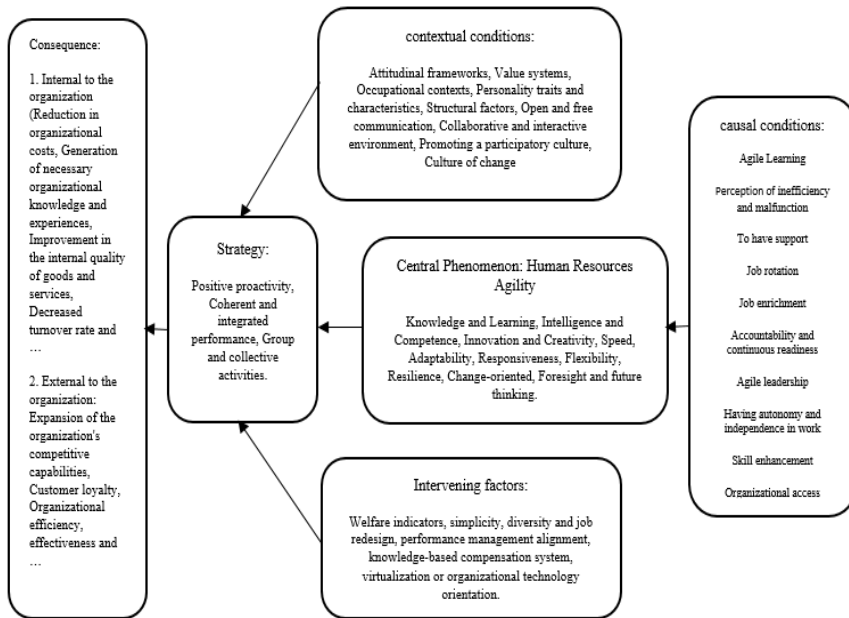 Consequence:
1. Internal to the
organization
(Reduction in
organizational
costs, Generation of
necessary
organizational
knowledge and
experiences,
Improvement in
the internal quality
of goods and
services,
Decreased
turnover rate and
…
2. External to the
organization:
Expansion of the
organization's
competitive
capabilities,
Customer loyalty,
Organizational
efficiency,
effectiveness and
…
contextual conditions:
Attitudinal frameworks, Value systems,
Occupational contexts, Personality traits and
characteristics, Structural factors, Open and free
communication, Collaborative and interactive
environment, Promoting a participatory culture,
Culture of change
Strategy:
Positive proactivity,
Coherent and
integrated
performance, Group
and collective
activities.
Central Phenomenon: Human Resources
Agility
Knowledge and Learning, Intelligence and
Competence, Innovation and Creativity, Speed,
Adaptability, Responsiveness, Flexibility,
Resilience, Change-oriented, Foresight and future
thinking.
Intervening factors:
Welfare indicators, simplicity, diversity and job
redesign, performance management alignment,
knowledge-based compensation system,
virtualization or organizational technology
orientation.
causal conditions:
Agile Learning
Perception of inefficiency
and malfunction
To have support
Job rotation
Job enrichment
Accountability and
continuous readiness
Agile leadership
Having autonomy and
independence in work
Skill enhancement
Organizational access